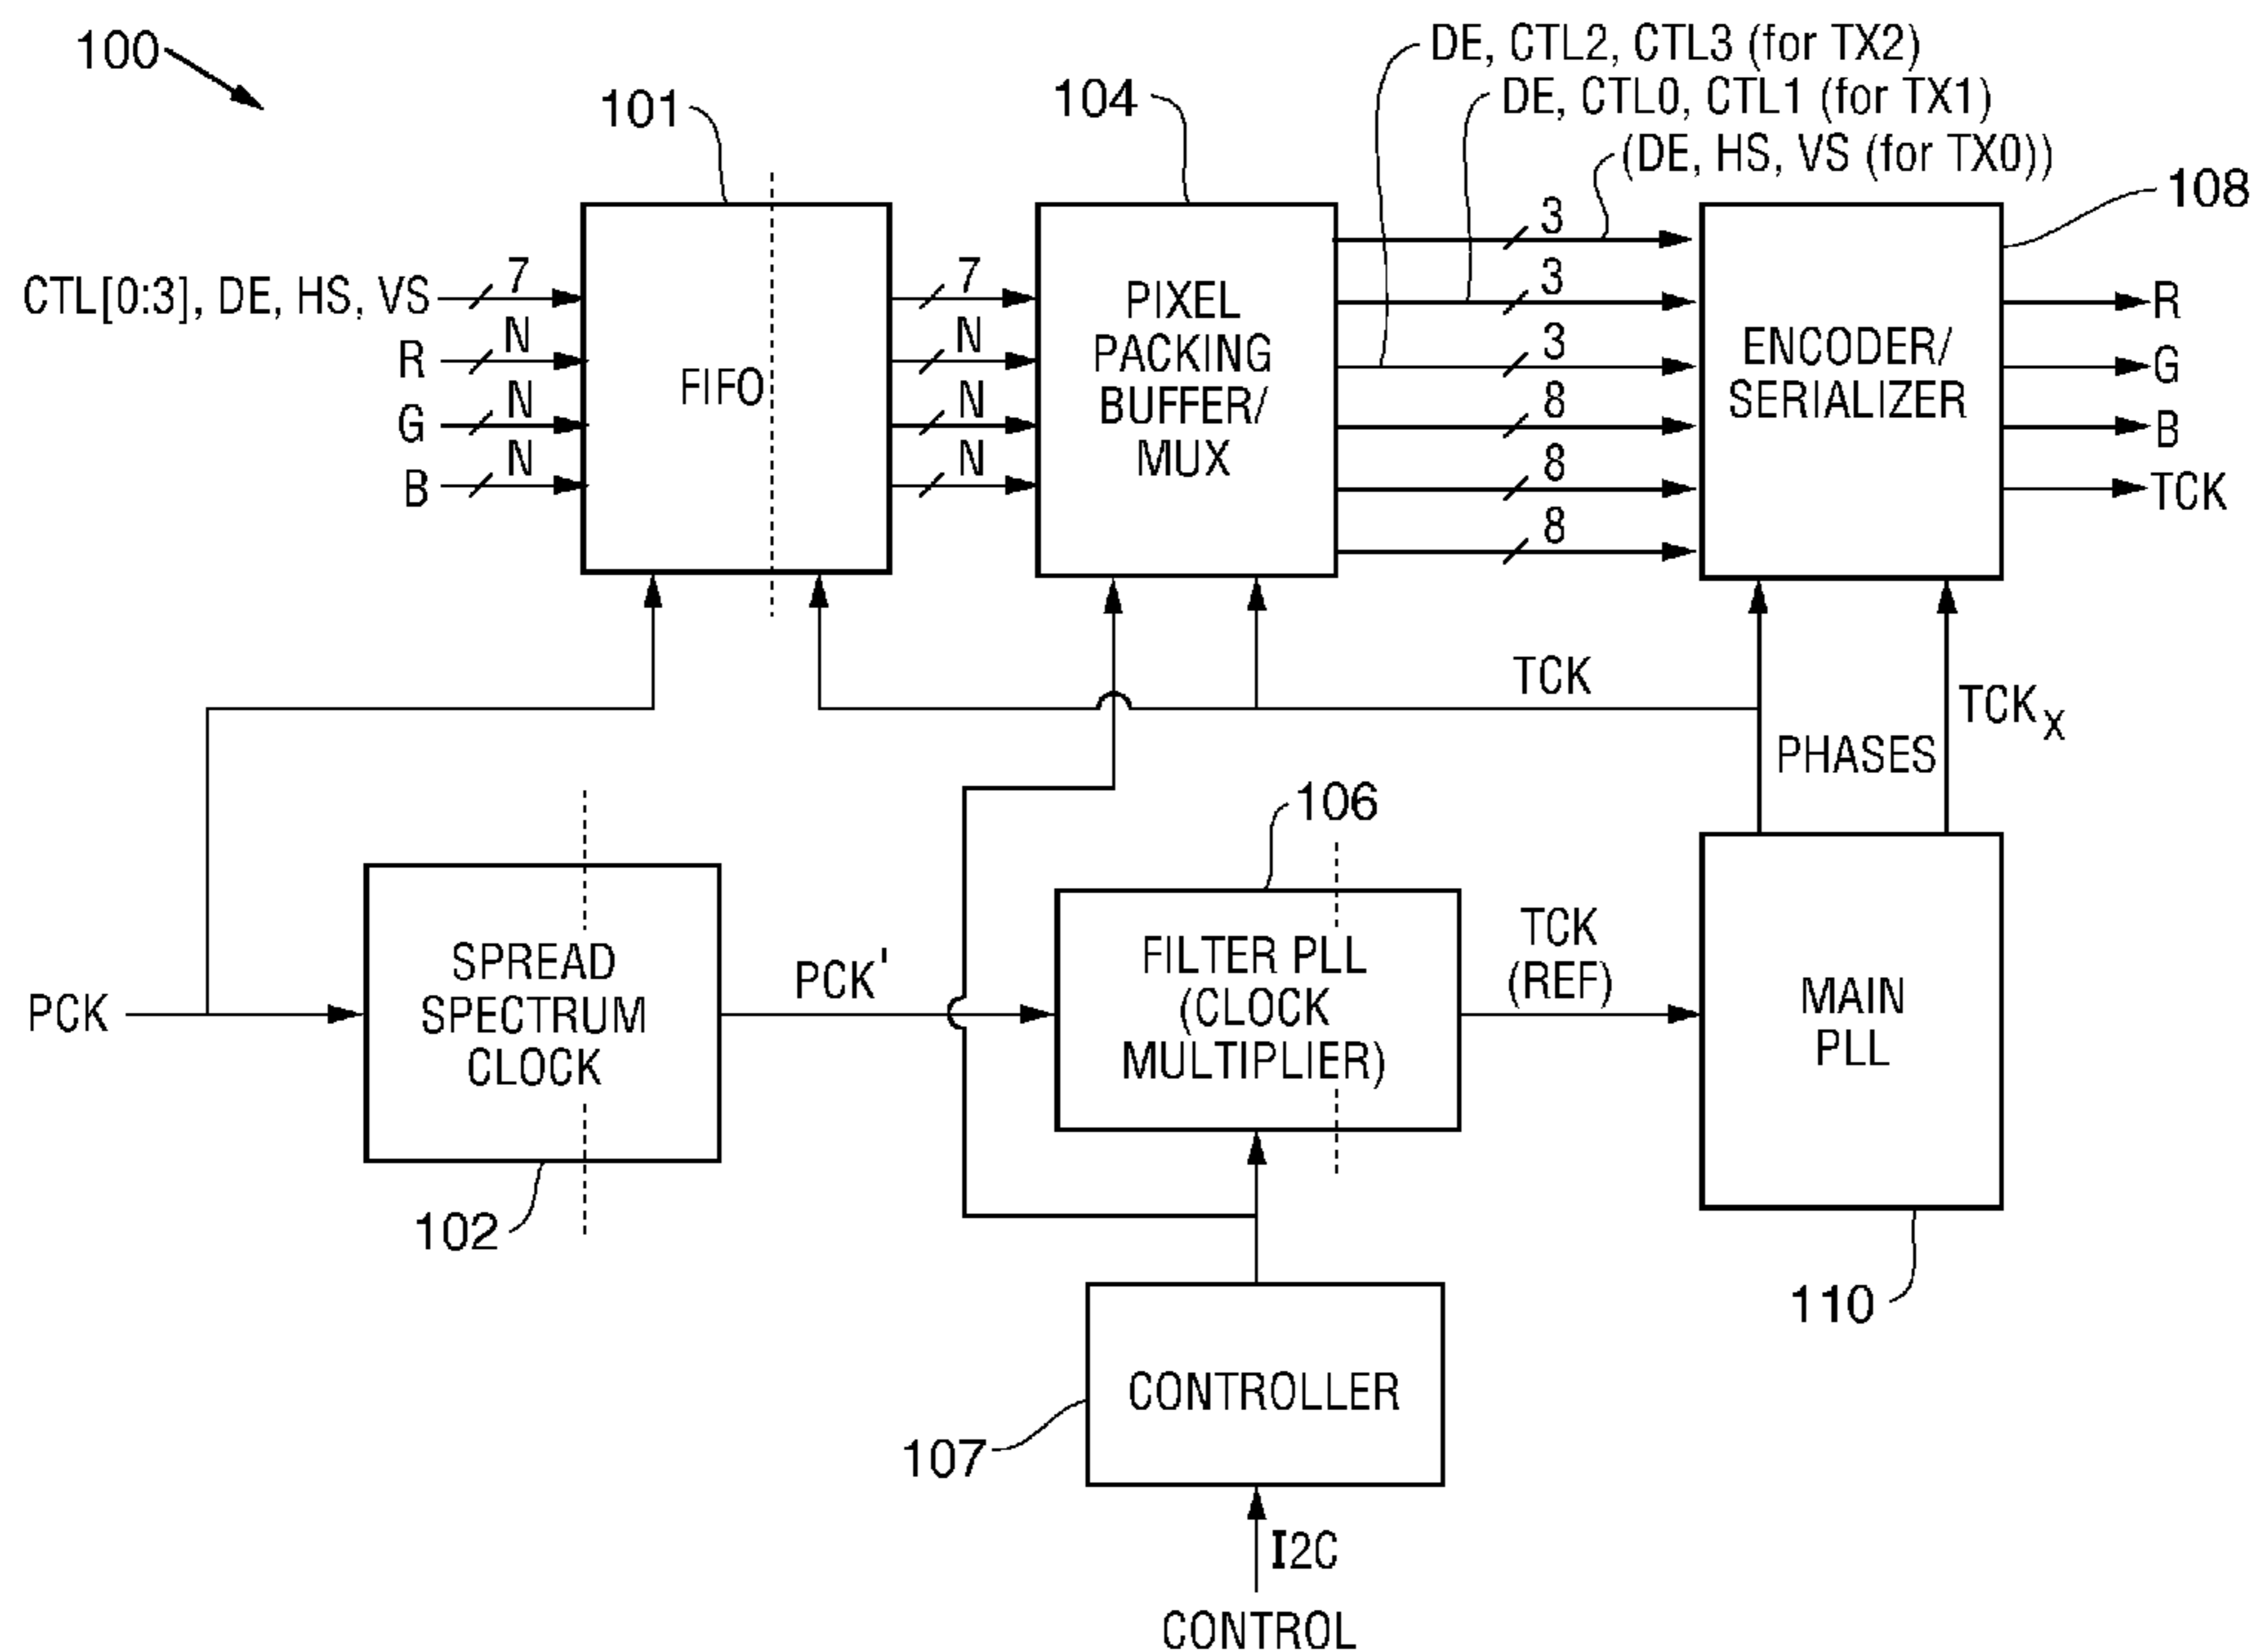 100
DE, CTL2, CTL3 (for TX2)
DE, CTL0, CTL1 (for TX1)
(DE, HS, VS (for TX0))
101
104
108
CTL[0:3], DE, HS, VS
7
R
N
G
N
B
N
FIFO
7
N
N
N
PIXEL
PACKING
BUFFER/
MUX
3
3
3
8
8
8
ENCODER/
SERIALIZER
R
G
B
TCK
TCK
PHASES
TCKX
PCK
SPREAD
SPECTRUM
CLOCK
102
PCK'
106
FILTER PLL
(CLOCK
MULTIPLIER)
TCK
(REF)
MAIN
PLL
110
CONTROLLER
107
I2C
CONTROL